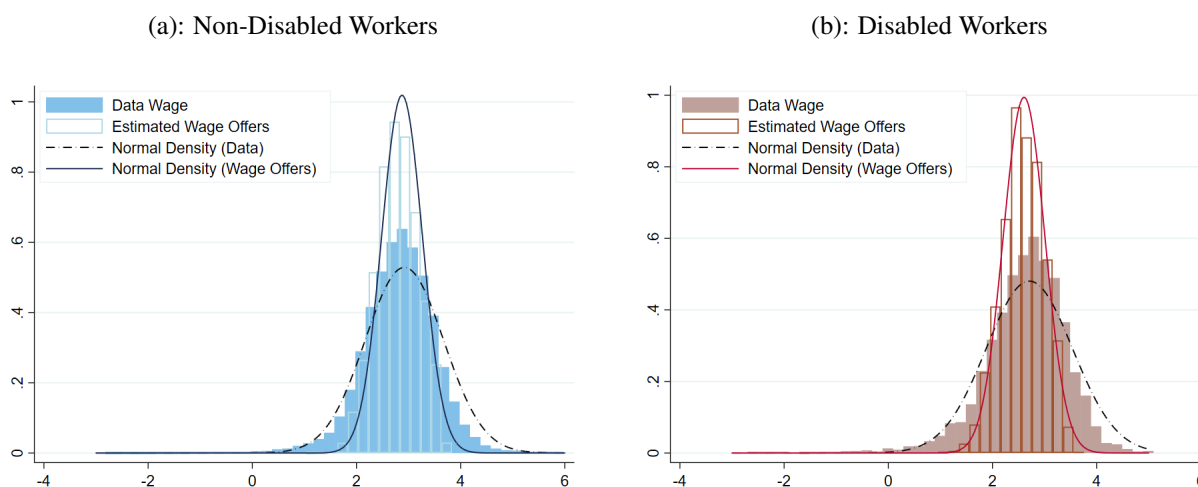 (a): Non-Disabled Workers
Data Wage
Estimated Wage Offers
Normal Density (Data)
Normal Density (Wage Offers)
1
.8
.6
.4
.2
0
-4 -2 0 2 4 6
(b): Disabled Workers
Data Wage
Estimated Wage Offers
Normal Density (Data)
Normal Density (Wage Offers)
1
.8
.6
.4
.2
0
-4 -2 0 2 4